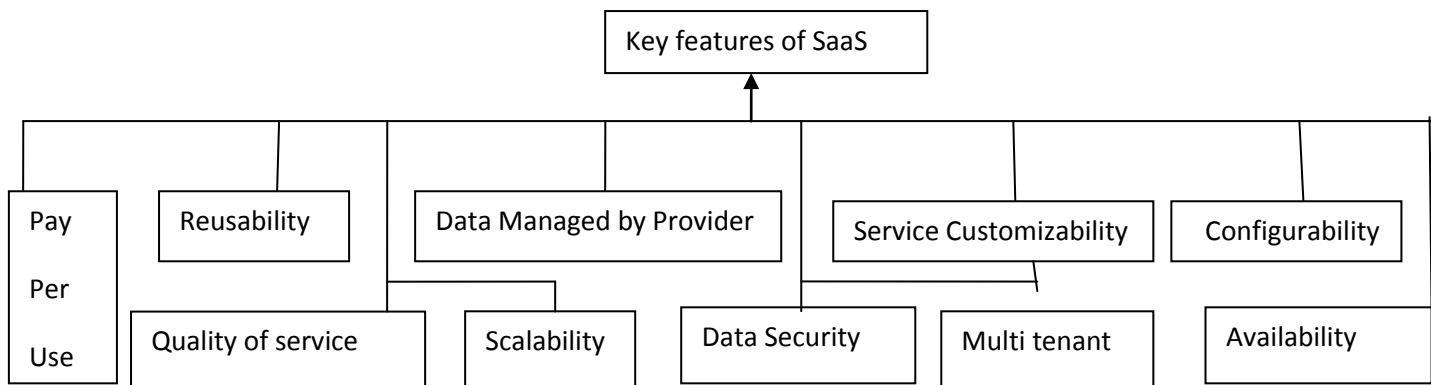 Key features of SaaS
Pay
Per
Use
Reusability
Data Managed by Provider
Service Customizability
Configurability
Quality of service
Scalability
Data Security
Multi tenant
Availability